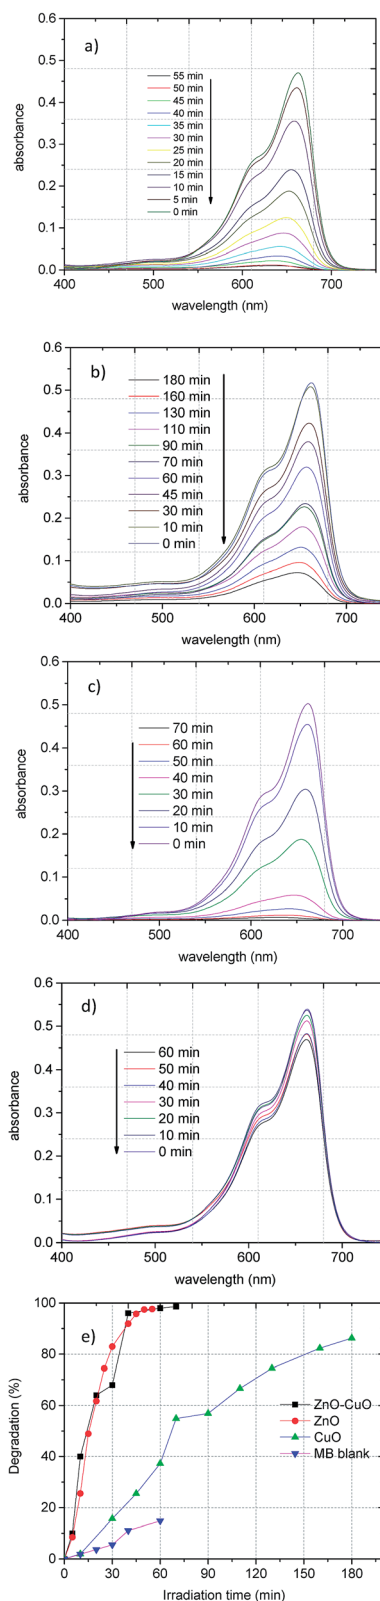 a)
0.6
0.5
0.4
0.3
0.2
0.1
0.0
absorbance
55 min
50 min
45 min
40 min
35 min
30 min
25 min
20 min
15 min
10 min
5 min
0 min
400 500 600 700
wavelength (nm)
b)
0.6
0.5
0.4
0.3
0.2
0.1
0.0
absorbance
180 min
160 min
130 min
110 min
90 min
70 min
60 min
45 min
30 min
10 min
0 min
400 500 600 700
wavelength (nm)
c)
0.6
0.5
0.4
0.3
0.2
0.1
0.0
absorbance
70 min
60 min
50 min
40 min
30 min
20 min
10 min
0 min
400 500 600 700
wavelength (nm)
d)
0.6
0.5
0.4
0.3
0.2
0.1
0.0
absorbance
60 min
50 min
40 min
30 min
20 min
10 min
0 min
400 500 600 700
wavelength (nm)
e)
100
80
60
40
20
0
Degradation (%)
ZnO-CuO
ZnO
CuO
MB blank
0 30 60 90 120 150 180
Irradiation time (min)